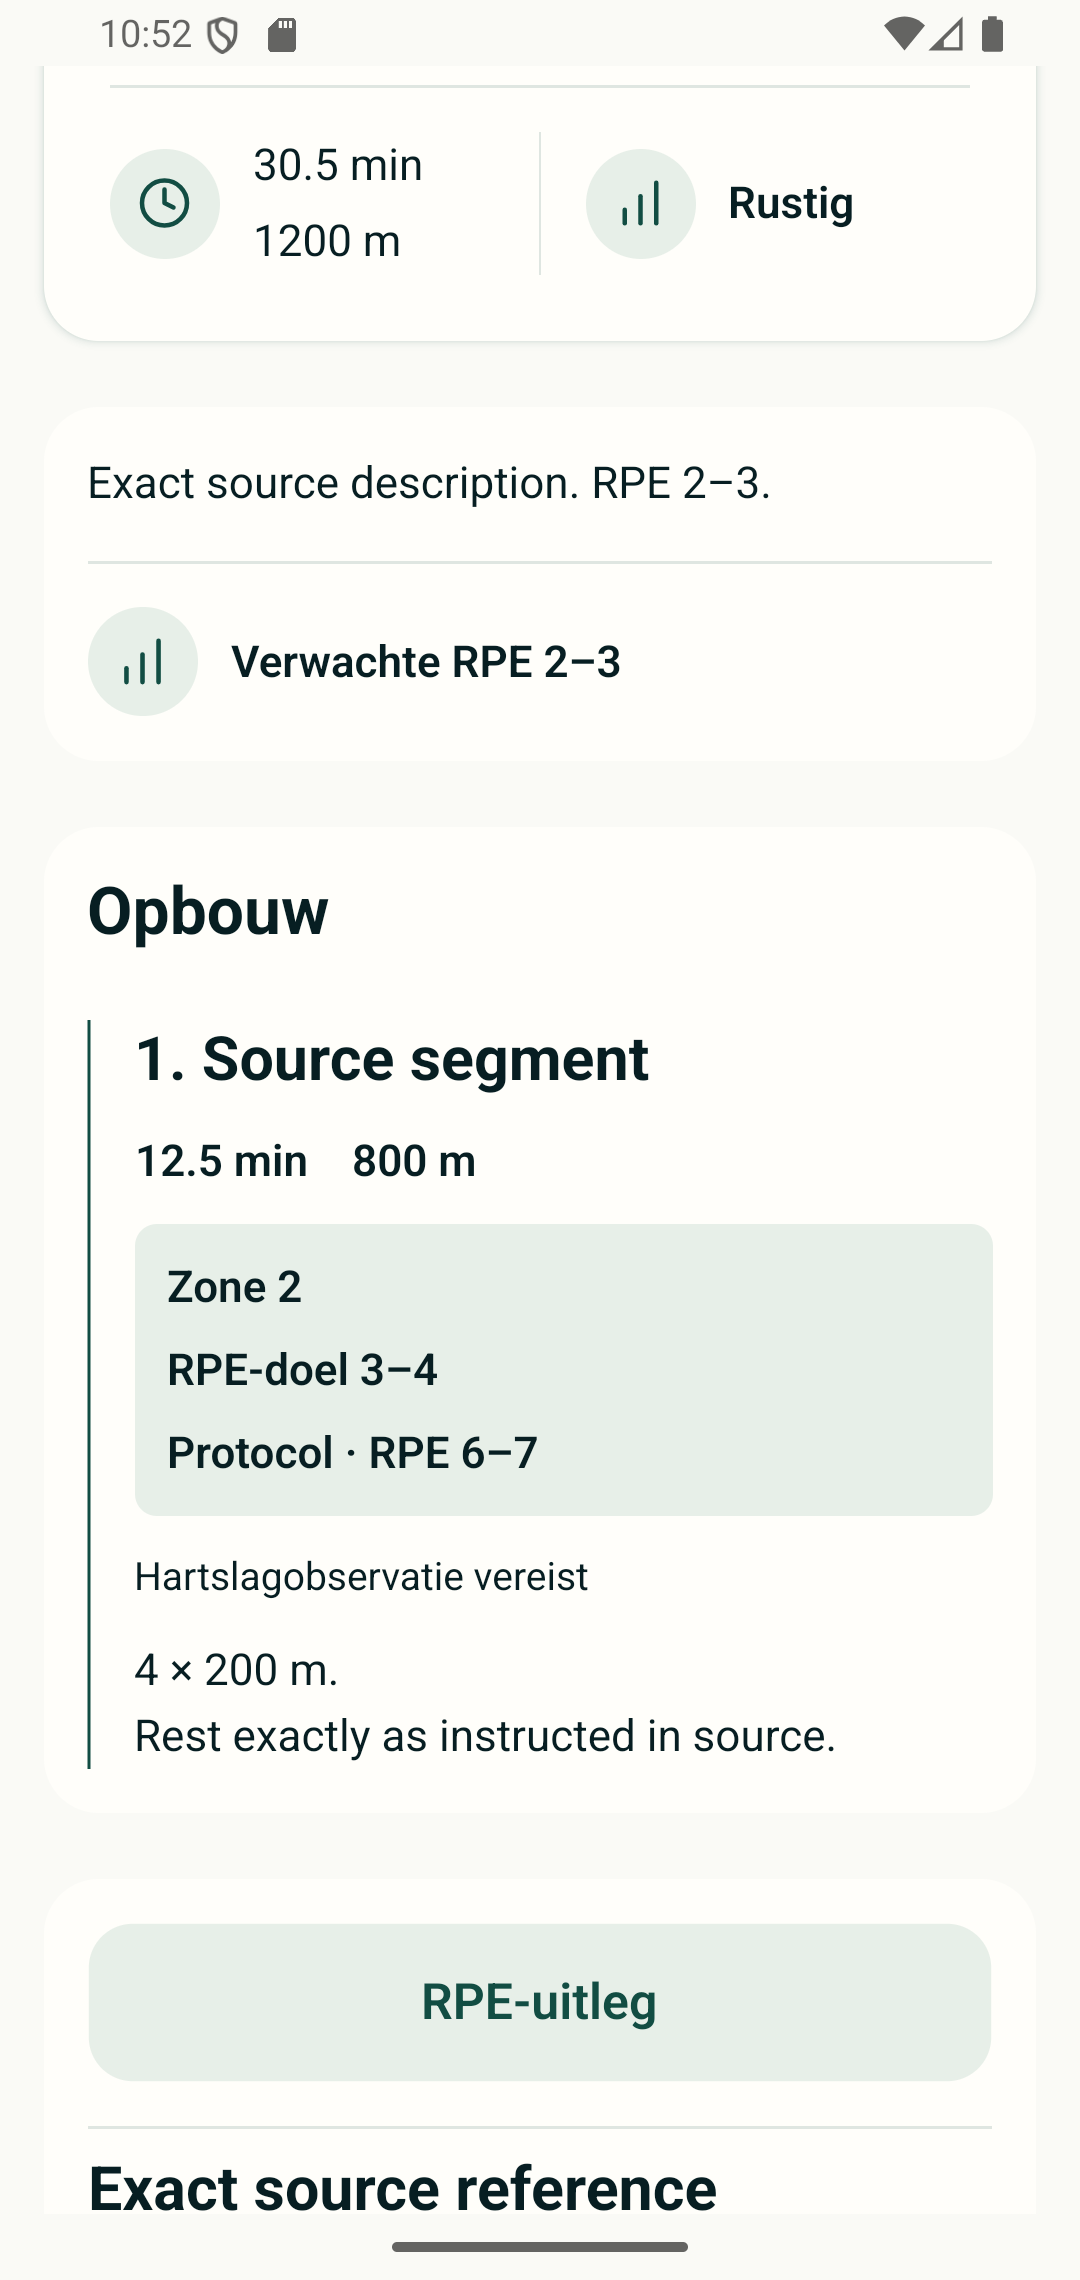 10:52
30.5 min
1200 m
Rustig
Exact source description. RPE 2–3.
Verwachte RPE 2–3
Opbouw
1. Source segment
12.5 min 800 m
Zone 2
RPE-doel 3–4
Protocol · RPE 6–7
Hartslagobservatie vereist
4 × 200 m.
Rest exactly as instructed in source.
RPE-uitleg
Exact source reference